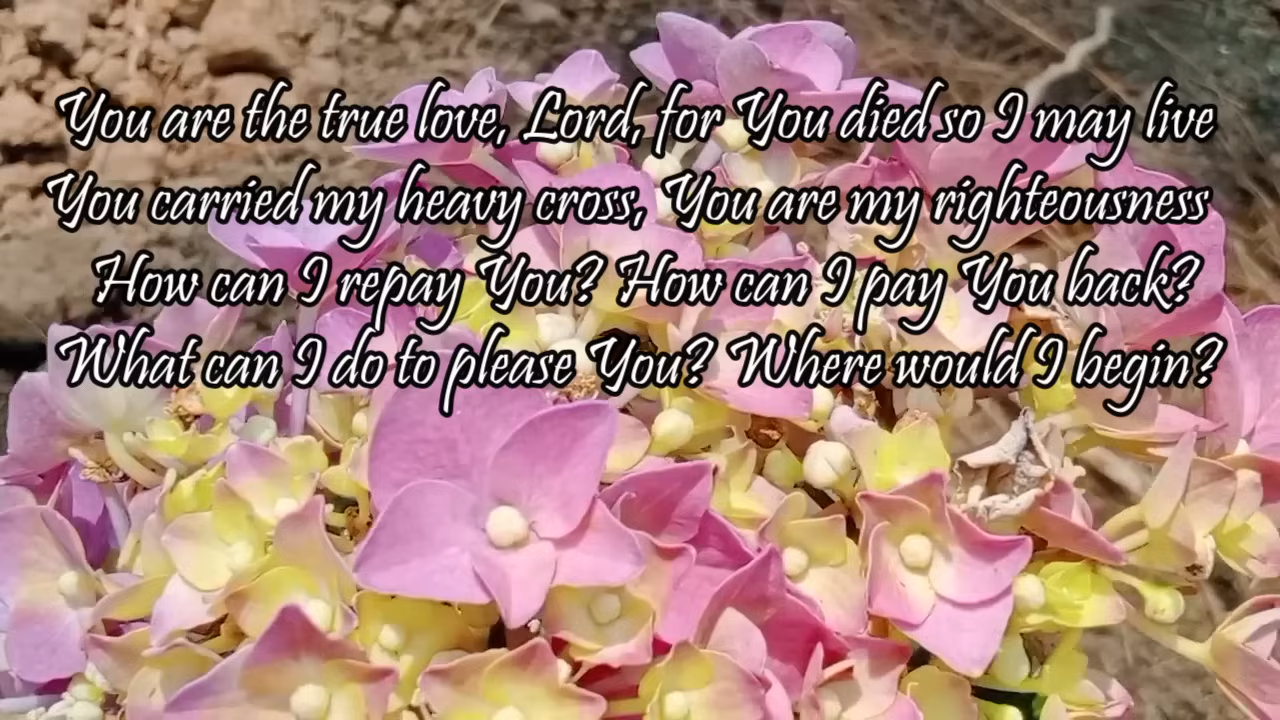 You are the true love, Lord, for You died so I may live
You carried my heavy cross, You are my righteousness
How can I repay You? How can I pay You back?
What can I do to please You? Where would I begin?